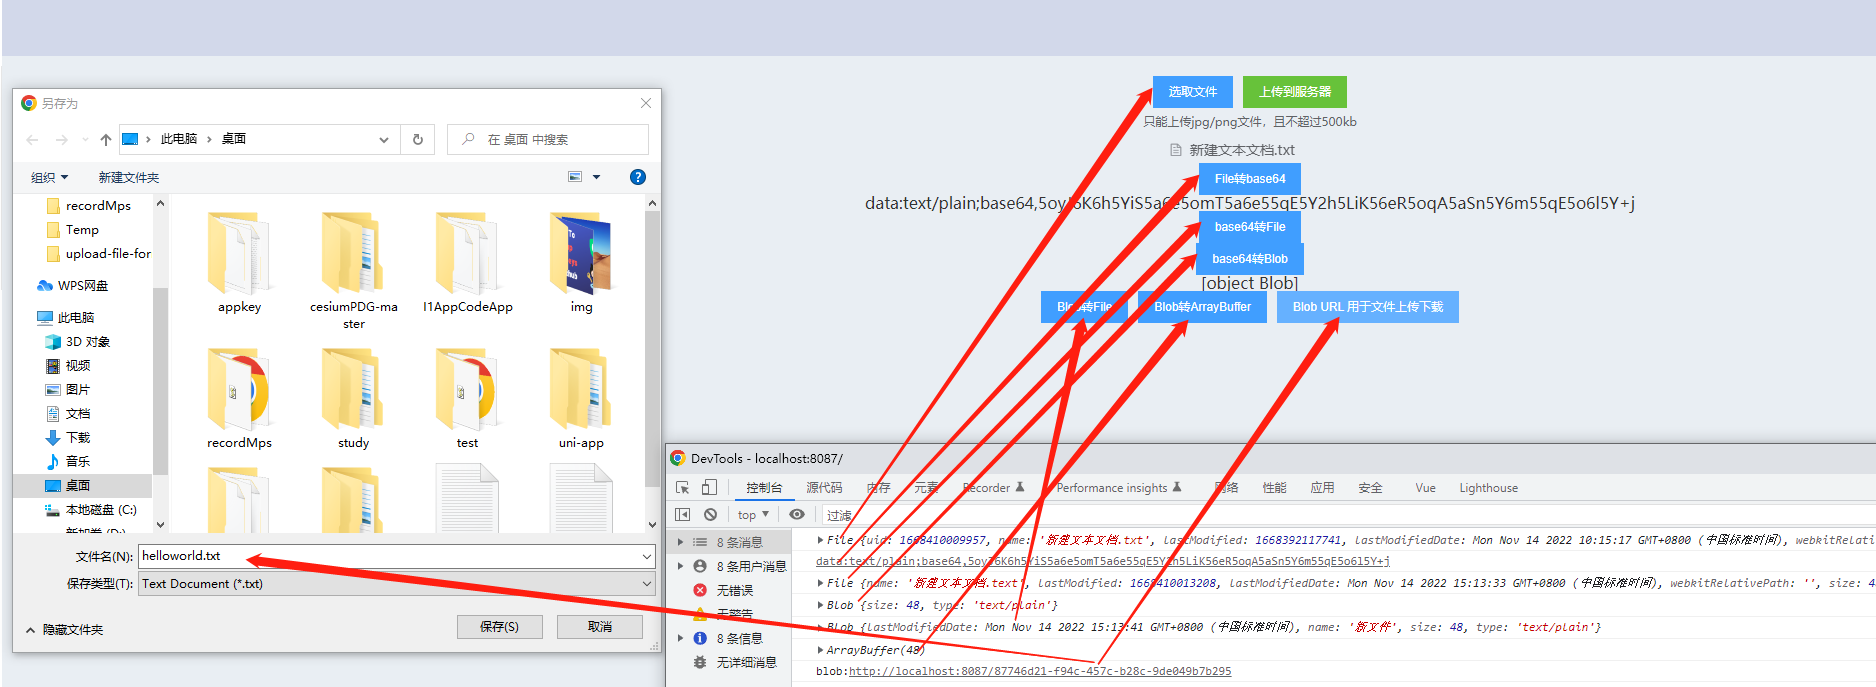 另存为
此电脑 › 桌面
在 桌面 中搜索
组织
新建文件夹
recordMps
Temp
upload-file-for
WPS网盘
此电脑
3D 对象
视频
图片
文档
下载
音乐
桌面
本地磁盘 (C:)
appkey
cesiumPDG-ma
ster
I1AppCodeApp
img
recordMps
study
test
uni-app
文件名(N):
helloworld.txt
保存类型(T):
Text Document (*.txt)
隐藏文件夹
保存(S)
取消
选取文件
上传到服务器
只能上传jpg/png文件，且不超过500kb
新建文本文档.txt
File转base64
data:text/plain;base64,5oyJ6K6h5YiS5a6e5omT5a6e55qE5Y2h5LiK56eR5oqA5aSn5Y6m55qE5o6l5Y+j
base64转File
base64转Blob
[object Blob]
Blob转File
Blob转ArrayBuffer
Blob URL 用于文件上传下载
DevTools - localhost:8087/
控制台
源代码
内存
元素
Recorder
Performance insights
网络
性能
应用
安全
Vue
Lighthouse
top
过滤
8 条消息
8 条用户消息
无错误
无警告
8 条信息
无详细消息
File {uid: 1668410009957, name: '新建文本文档.txt', lastModified: 1668392117741, lastModifiedDate: Mon Nov 14 2022 10:15:17 GMT+0800 (中国标准时间), webkitRelati
data:text/plain;base64,5oyJ6K6h5YiS5a6e5omT5a6e55qE5Y2h5LiK56eR5oqA5aSn5Y6m55qE5o6l5Y+j
File {name: '新建文本文档.text', lastModified: 1668410013208, lastModifiedDate: Mon Nov 14 2022 15:13:33 GMT+0800 (中国标准时间), webkitRelativePath: '', size: 4
Blob {size: 48, type: 'text/plain'}
Blob {lastModifiedDate: Mon Nov 14 2022 15:13:41 GMT+0800 (中国标准时间), name: '新文件', size: 48, type: 'text/plain'}
ArrayBuffer(48)
blob:http://localhost:8087/87746d21-f94c-457c-b28c-9de049b7b295